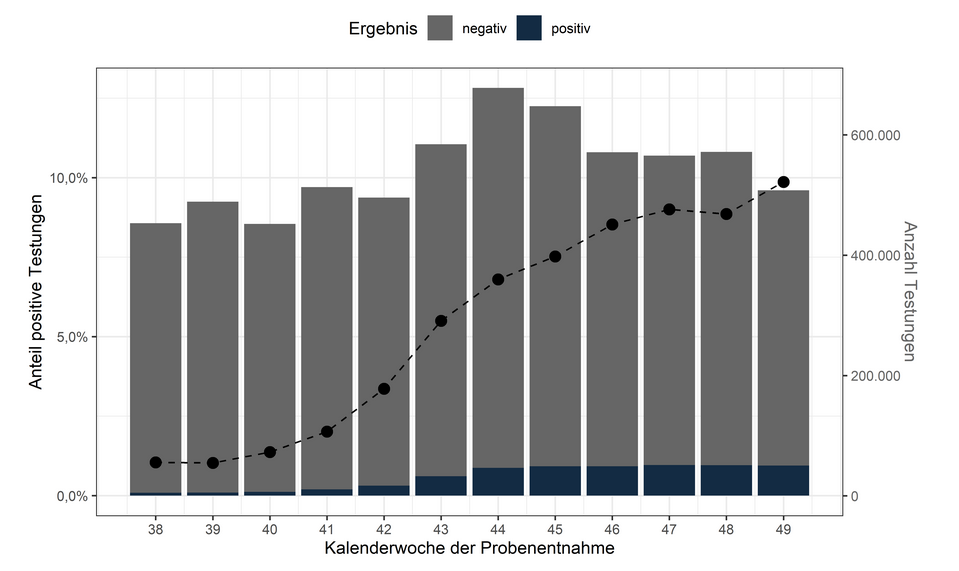 Ergebnis negativ positiv
Anteil positive Testungen
10,0%
5,0%
0,0%
600.000
400.000
200.000
0
Anzahl Testungen
38 39 40 41 42 43 44 45 46 47 48 49
Kalenderwoche der Probenentnahme